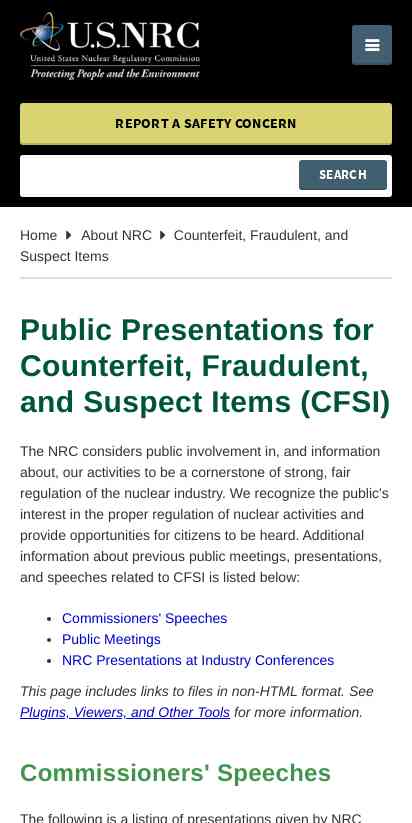 U.S.NRC
United States Nuclear Regulatory Commission
Protecting People and the Environment
REPORT A SAFETY CONCERN
SEARCH
Home About NRC Counterfeit, Fraudulent, and
Suspect Items
Public Presentations for
Counterfeit, Fraudulent,
and Suspect Items (CFSI)
The NRC considers public involvement in, and information
about, our activities to be a cornerstone of strong, fair
regulation of the nuclear industry. We recognize the public's
interest in the proper regulation of nuclear activities and
provide opportunities for citizens to be heard. Additional
information about previous public meetings, presentations,
and speeches related to CFSI is listed below:
• Commissioners' Speeches
• Public Meetings
• NRC Presentations at Industry Conferences
This page includes links to files in non-HTML format. See
Plugins, Viewers, and Other Tools for more information.
Commissioners' Speeches
The following is a listing of presentations given by NRC